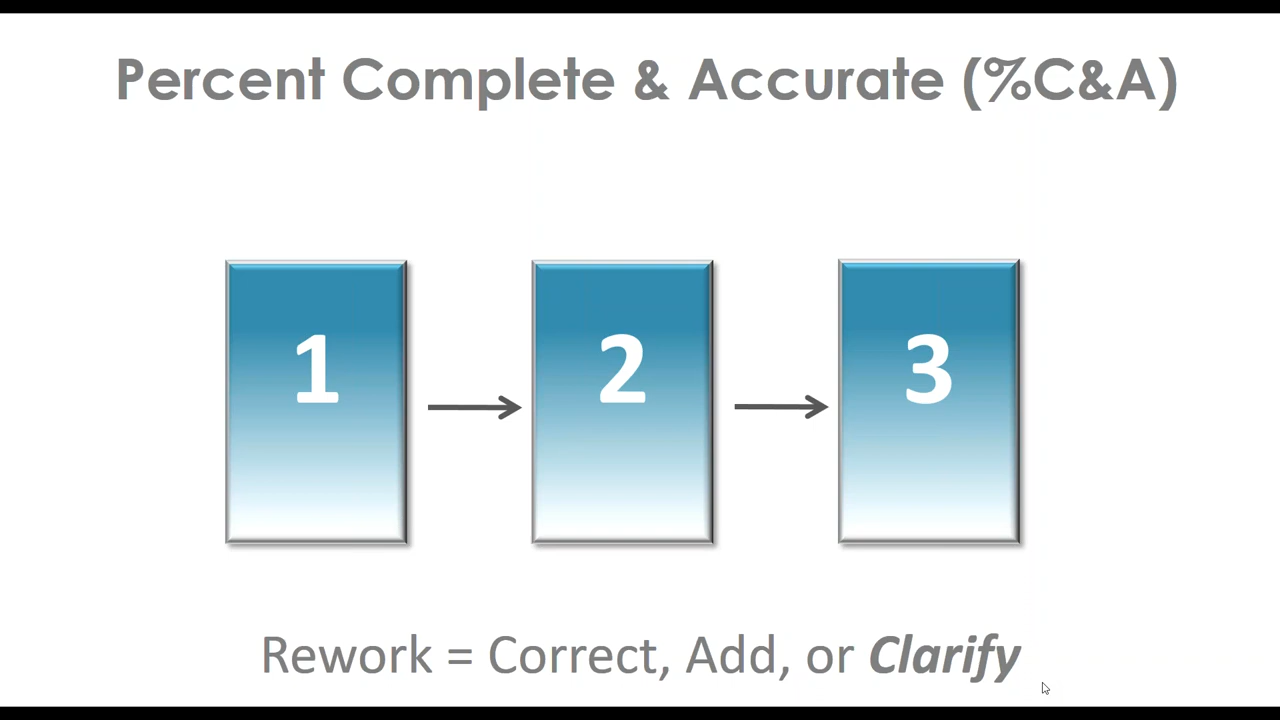 Percent Complete & Accurate (%C&A)
1
2
3
Rework = Correct, Add, or Clarify